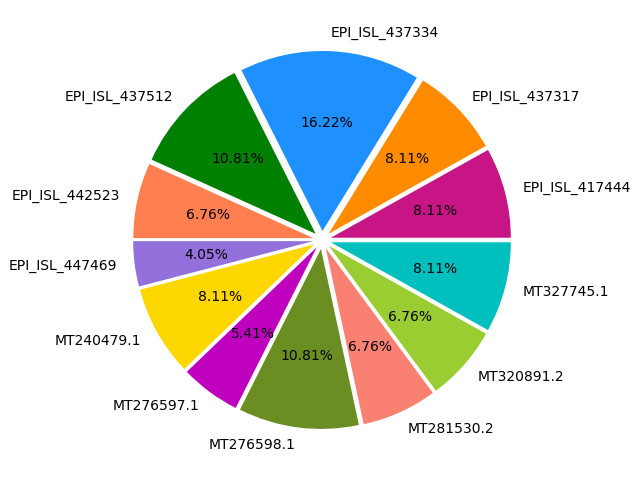 EPI_ISL_437334
EPI_ISL_437512
EPI_ISL_437317
16.22%
10.81%
8.11%
EPI_ISL_442523
EPI_ISL_417444
6.76%
8.11%
EPI_ISL_447469
4.05%
8.11%
MT327745.1
8.11%
6.76%
MT240479.1
5.41%
10.81%
6.76%
MT320891.2
MT276597.1
MT281530.2
MT276598.1